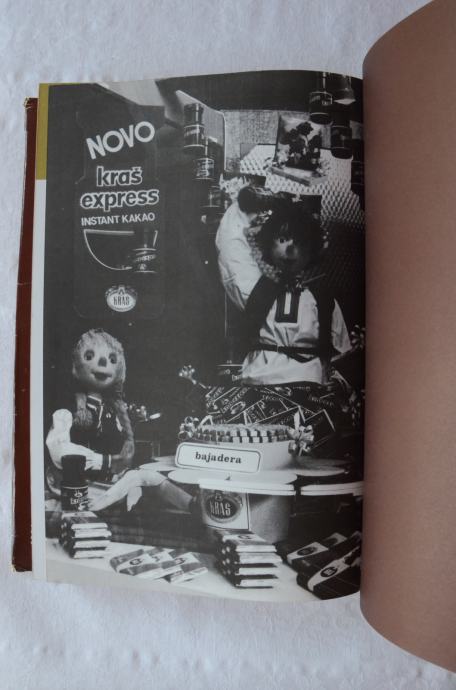 NOVO
kraš
express
INSTANT KAKAO
KRAŠ
bajadera
KRAŠ